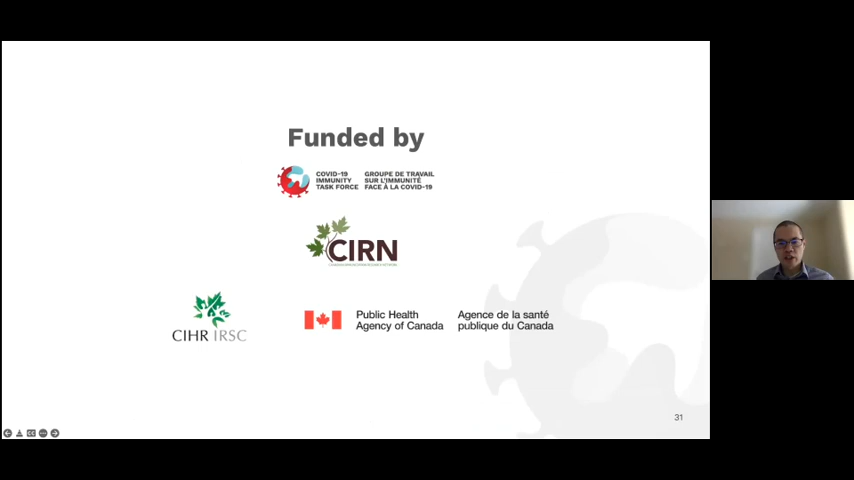 Funded by
COVID-19
IMMUNITY
TASK FORCE
GROUPE DE TRAVAIL
SUR L'IMMUNITÉ
FACE À LA COVID-19
CIRN
CIHR IRSC
Public Health
Agency of Canada
Agence de la santé
publique du Canada
31